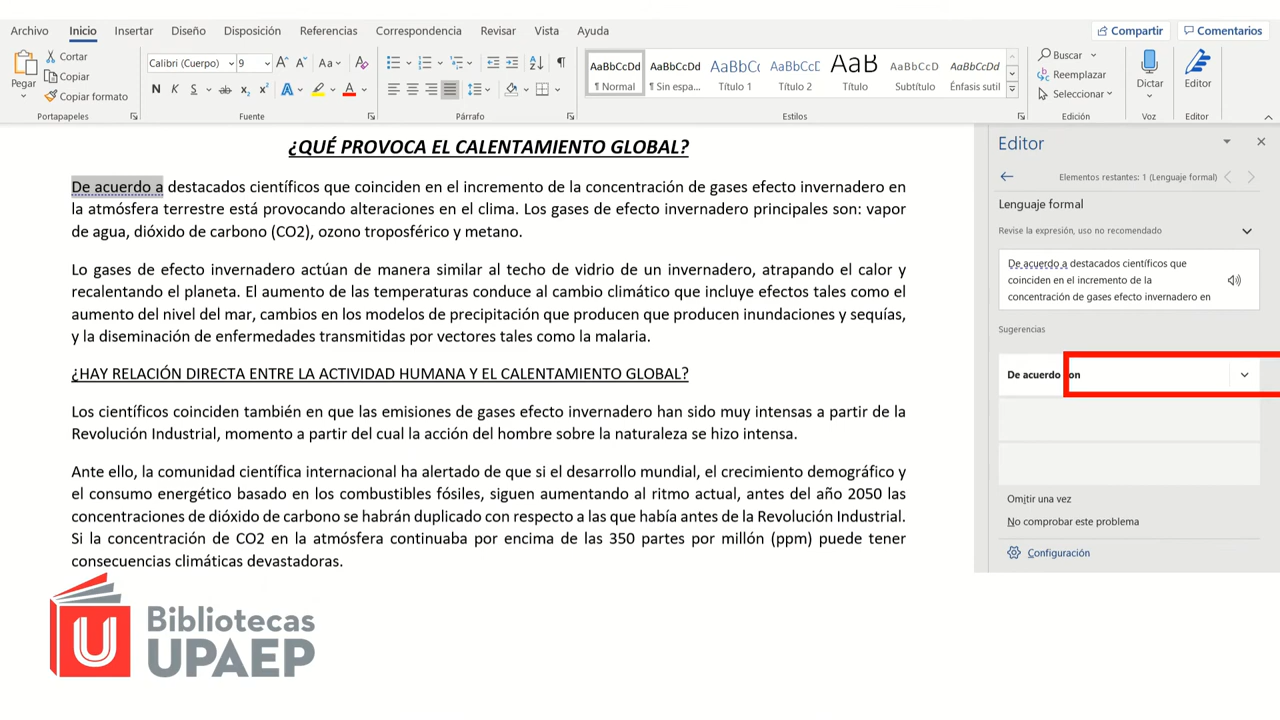 Archivo Inicio Insertar Diseño Disposición Referencias Correspondencia Revisar Vista Ayuda Compartir Comentarios
Pegar Cortar Copiar Copiar formato
Portapapeles
Calibri (Cuerpo) 9 Aa
N K S ab x₂ x² A A
Fuente
Párrafo
AaBbCcDd AaBbCcDd AaBbCc AaBbCcE AaB AaBbCcD AaBbCcDd
¶ Normal ¶ Sin espa... Título 1 Título 2 Título Subtítulo Énfasis sutil
Estilos
Buscar
Reemplazar
Seleccionar
Edición
Dictar
Voz
Editor
Editor
¿QUÉ PROVOCA EL CALENTAMIENTO GLOBAL?
De acuerdo a destacados científicos que coinciden en el incremento de la concentración de gases efecto invernadero en
la atmósfera terrestre está provocando alteraciones en el clima. Los gases de efecto invernadero principales son: vapor
de agua, dióxido de carbono (CO2), ozono troposférico y metano.
Lo gases de efecto invernadero actúan de manera similar al techo de vidrio de un invernadero, atrapando el calor y
recalentando el planeta. El aumento de las temperaturas conduce al cambio climático que incluye efectos tales como el
aumento del nivel del mar, cambios en los modelos de precipitación que producen que producen inundaciones y sequías,
y la diseminación de enfermedades transmitidas por vectores tales como la malaria.
¿HAY RELACIÓN DIRECTA ENTRE LA ACTIVIDAD HUMANA Y EL CALENTAMIENTO GLOBAL?
Los científicos coinciden también en que las emisiones de gases efecto invernadero han sido muy intensas a partir de la
Revolución Industrial, momento a partir del cual la acción del hombre sobre la naturaleza se hizo intensa.
Ante ello, la comunidad científica internacional ha alertado de que si el desarrollo mundial, el crecimiento demográfico y
el consumo energético basado en los combustibles fósiles, siguen aumentando al ritmo actual, antes del año 2050 las
concentraciones de dióxido de carbono se habrán duplicado con respecto a las que había antes de la Revolución Industrial.
Si la concentración de CO2 en la atmósfera continuaba por encima de las 350 partes por millón (ppm) puede tener
consecuencias climáticas devastadoras.
Editor
Elementos restantes: 1 (Lenguaje formal)
Lenguaje formal
Revise la expresión, uso no recomendado
De acuerdo a destacados científicos que
coinciden en el incremento de la
concentración de gases efecto invernadero en
Sugerencias
De acuerdo on
Omitir una vez
No comprobar este problema
Configuración
U
Bibliotecas
UPAEP